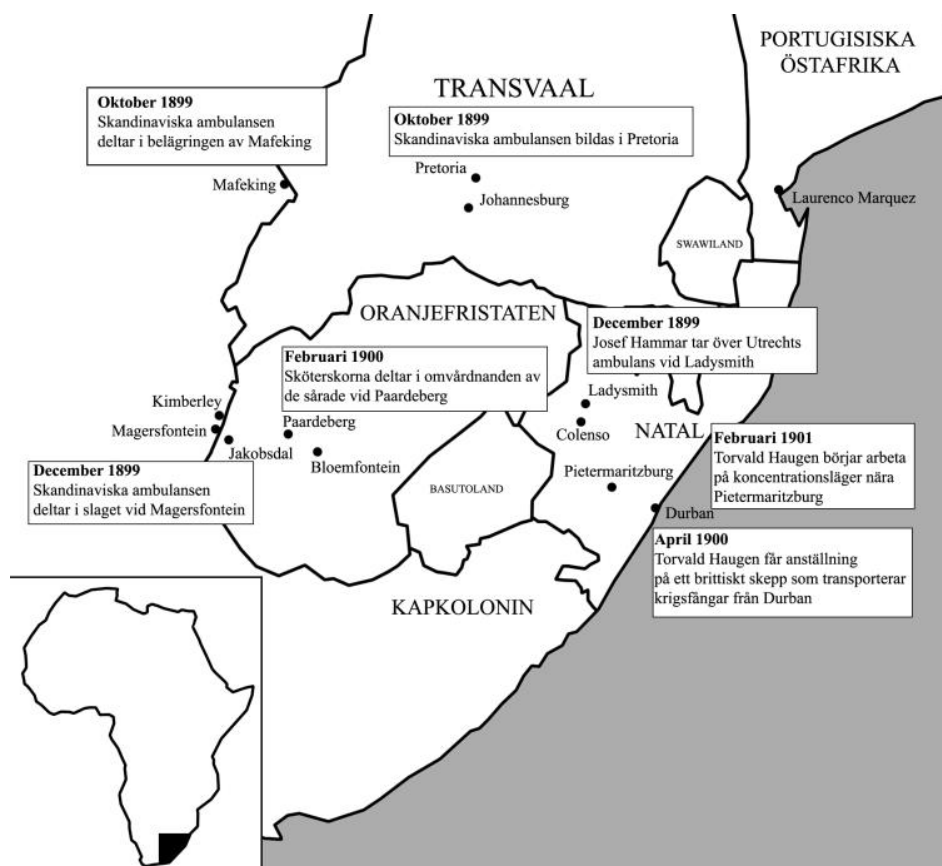 PORTUGISISKA
ÖSTAFRIKA
TRANSVAAL
Oktober 1899
Skandinaviska ambulansen
deltar i belägringen av Mafeking
Oktober 1899
Skandinaviska ambulansen bildas i Pretoria
Pretoria
Mafeking
Johannesburg
Laurenco Marquez
SWAWILAND
ORANJEFRISTATEN
December 1899
Josef Hammar tar över Utrechts
ambulans vid Ladysmith
Februari 1900
Sköterskorna deltar i omvårdnanden av
de sårade vid Paardeberg
Ladysmith
Kimberley
Paardeberg
Magersfontein
Colenso
NATAL
Jakobsdal
Bloemfontein
Februari 1901
Torvald Haugen börjar arbeta
på koncentrationsläger nära
Pietermaritzburg
December 1899
Skandinaviska ambulansen
deltar i slaget vid Magersfontein
Pietermaritzburg
BASUTOLAND
Durban
April 1900
Torvald Haugen får anställning
på ett brittiskt skepp som transporterar
krigsfångar från Durban
KAPKOLONIN